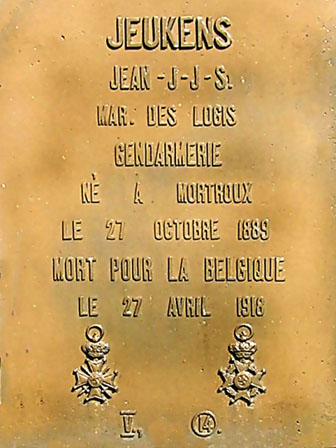 JEUKENS
JEAN-J-J-S.
MAR. DES LOGIS
GENDARMERIE
NÈ À MORTROUX
LE 27 OCTOBRE 1889
MORT POUR LA BELGIQUE
LE 27 AVRIL 1918
V. 14.